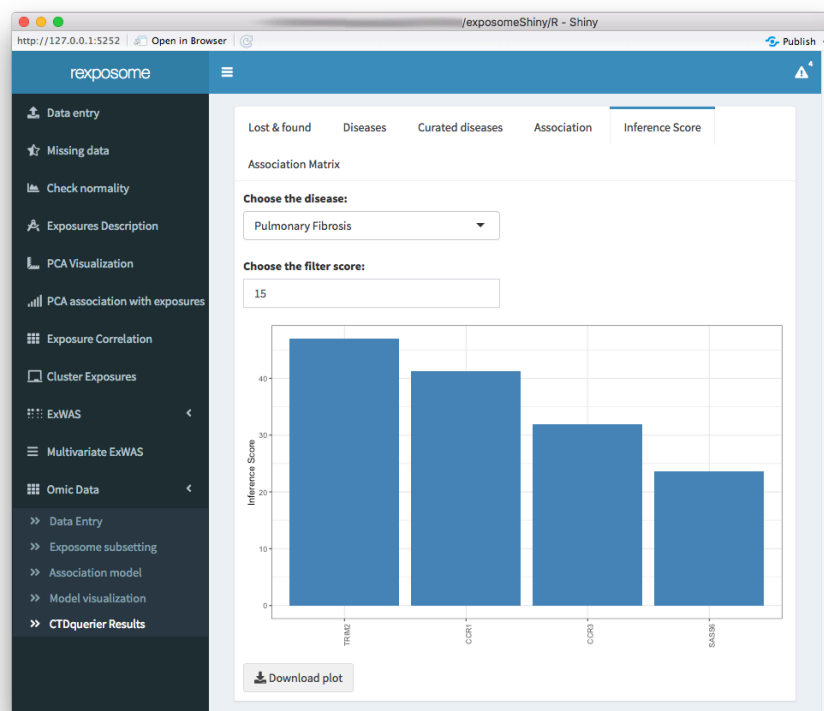 /exposomeShiny/R - Shiny
http://127.0.0.1:5252 Open in Browser Publish
rexposome 4
Data entry
Missing data
Check normality
Exposures Description
PCA Visualization
PCA association with exposures
Exposure Correlation
Cluster Exposures
ExWAS
Multivariate ExWAS
Omic Data
Data Entry
Exposome subsetting
Association model
Model visualization
CTDquerier Results
Lost & found Diseases Curated diseases Association Inference Score
Association Matrix
Choose the disease:
Pulmonary Fibrosis
Choose the filter score:
15
Inference Score
40
30
20
10
0
TRIM2 CCR1 CCR3 SASS6
Download plot